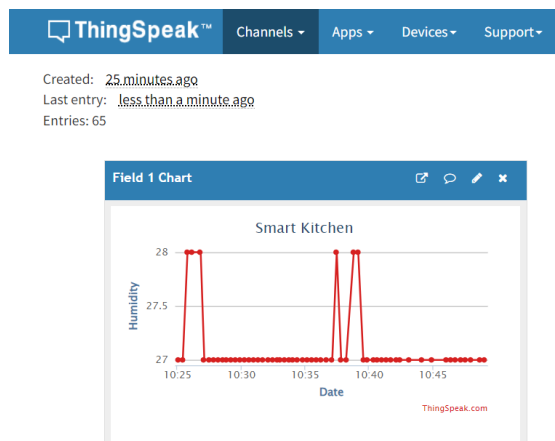 ThingSpeak™ Channels Apps Devices Support
Created: 25 minutes ago
Last entry: less than a minute ago
Entries: 65
Field 1 Chart
Smart Kitchen
28
27.5
27
Humidity
10:25 10:30 10:35 10:40 10:45
Date
ThingSpeak.com